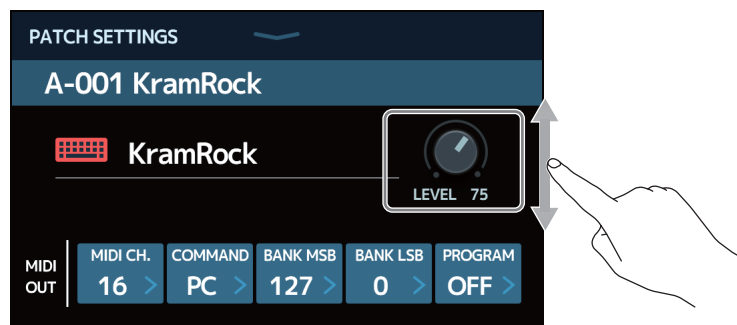 PATCH SETTINGS
A-001 KramRock
KramRock
LEVEL 75
MIDI OUT
MIDI CH. COMMAND BANK MSB BANK LSB PROGRAM
16 PC 127 0 OFF